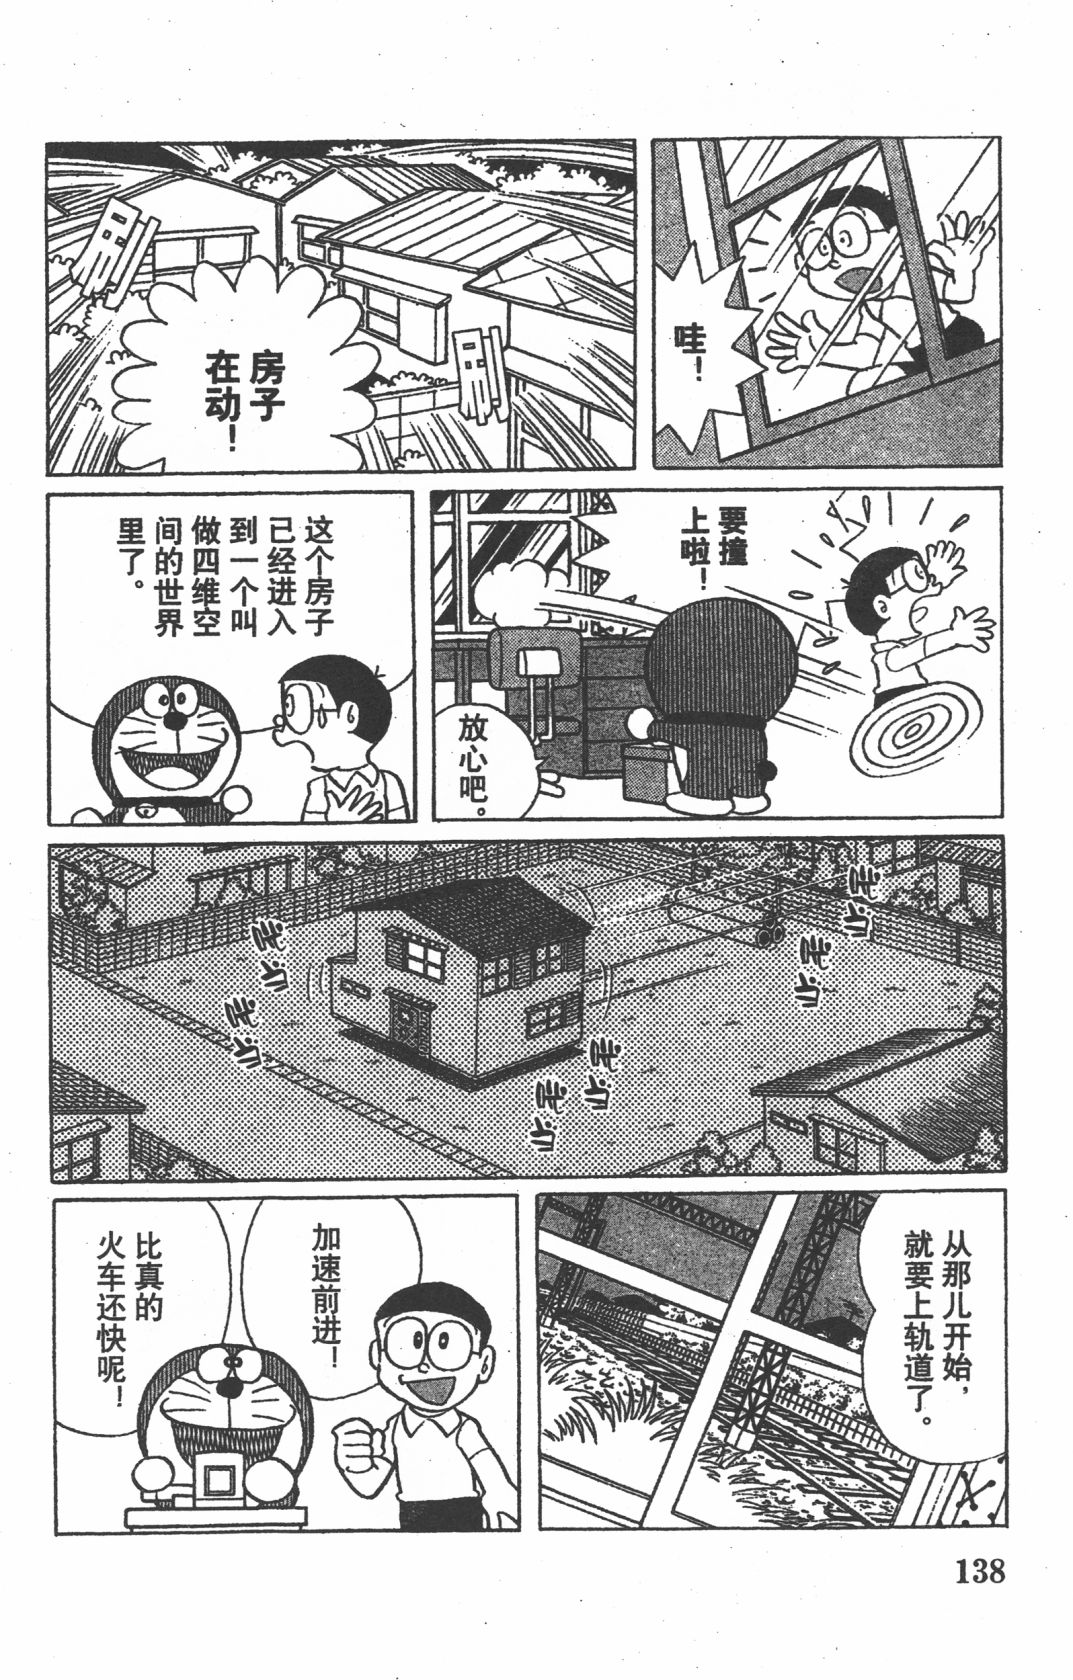 哇！
房子
在动！
要撞
上啦！
放心吧。
这个房子
已经进入
到一个叫
做四维空
间的世界
里了。
从那儿开始，
就要上轨道了。
加速前进！
比真的
火车还快呢！
138